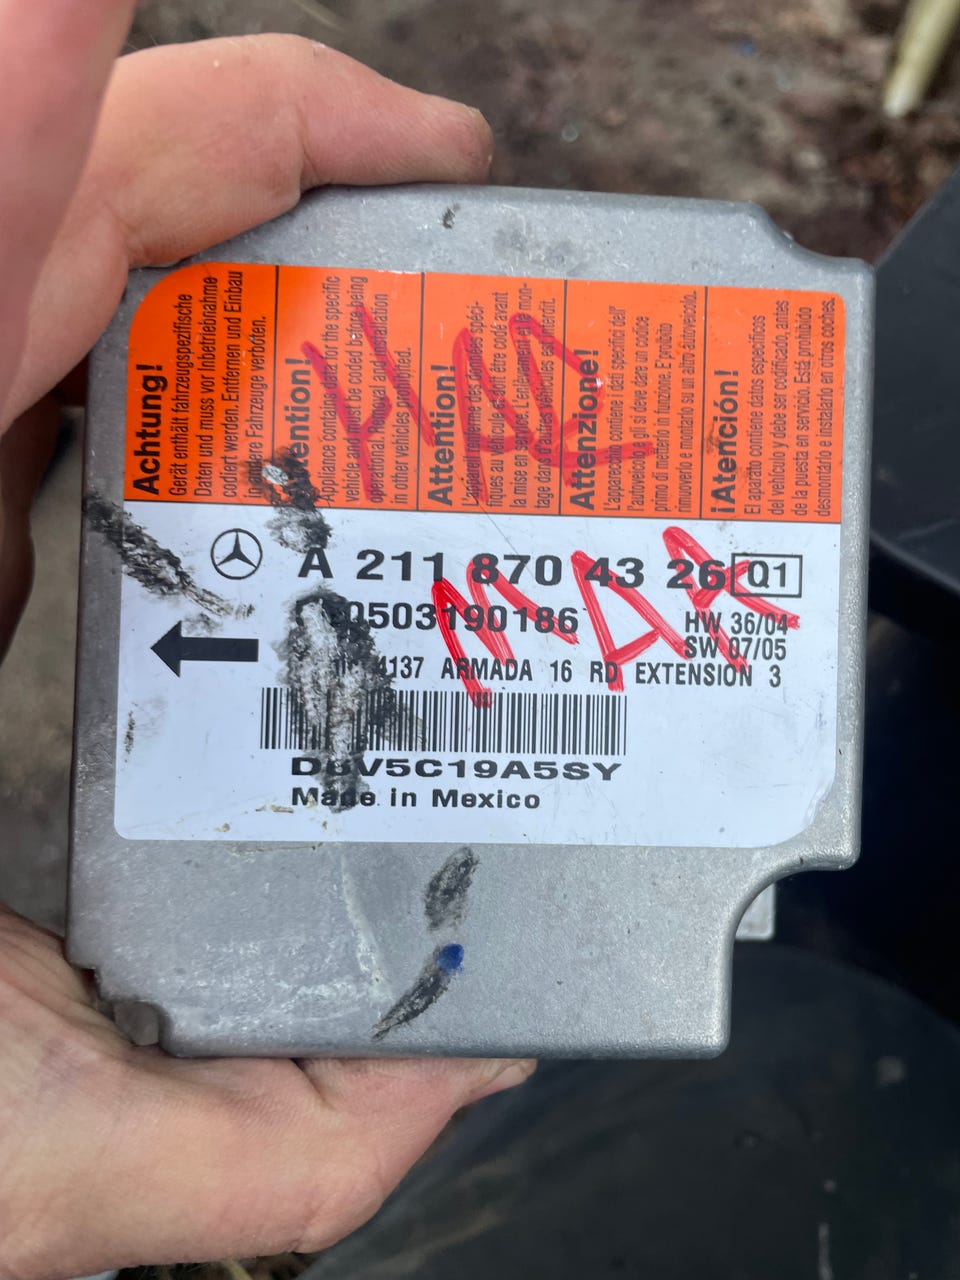 Achtung!
Gerät enthält fahrzeugspezifische
Daten und muss vor Inbetriebnahme
codiert werden. Entfernen und Einbau
Fahrzeuge verboten.
Attention!
Appliance contains data for the specific
vehicle and must be coded before being
operational. Removal and installation
in other vehicles prohibited.
Attention!
L'appareil renferme des données spéci-
fiques au véhicule et
la mise en service. L'enlèvement et le mon-
tage dans d'autres véhicules est interdit.
Attenzione!
L'apparecchio contiene i dati specifici dell'
autoveicolo e gli si deve dare un codice
primo di metterlo in funzione. E'proibito
rimuoverlo e montarlo su un altro autoveicolo.
¡Atención!
El aparato contiene datos específicos
del vehículo y debe ser codificado, antes
de la puesta en servicio. Está prohibido
desmontarlo e instalarlo en otros coches.
A 211 870 43 26 Q1
0503190186
HW 36/04
SW 07/05
4137 ARMADA 16 RD EXTENSION 3
D8V5C19A5SY
Made in Mexico